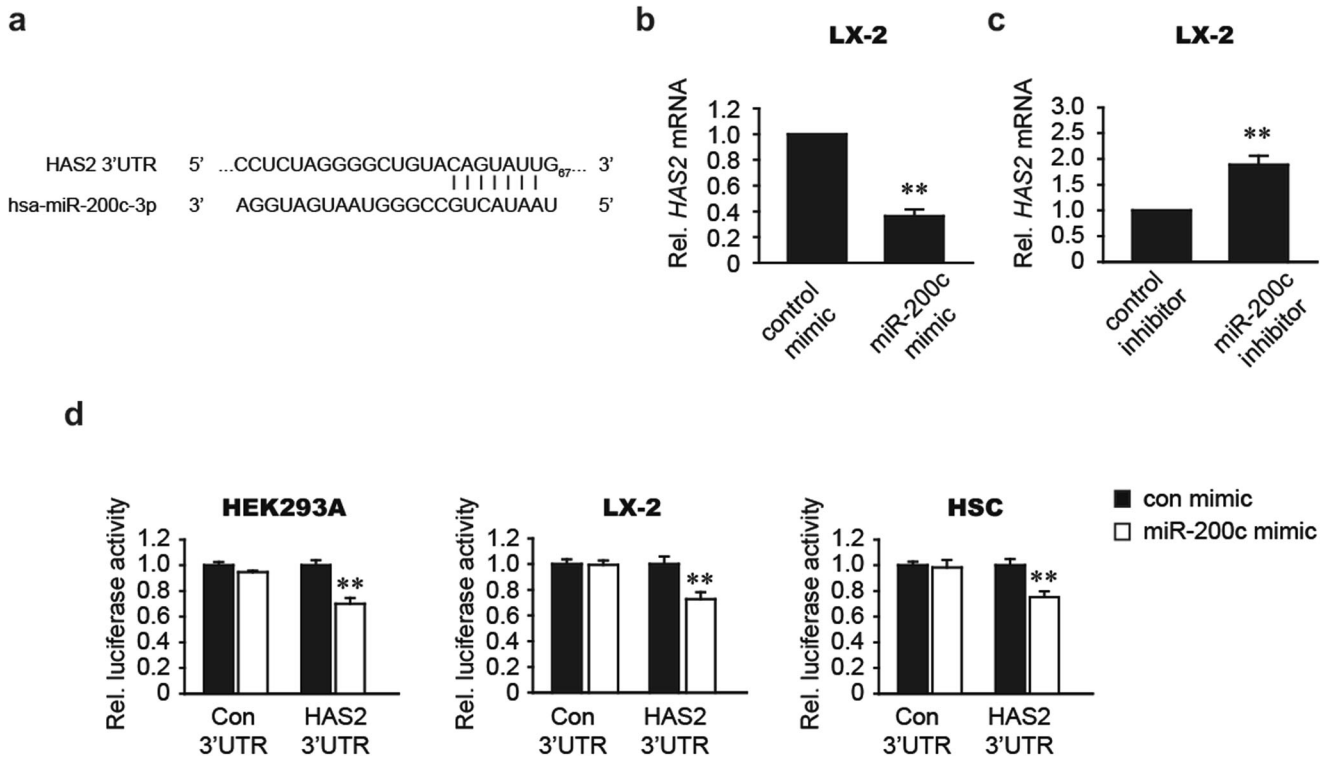 a
HAS2 3’UTR 5’ ...CCUCUAGGGGCUGUACAGUAUUG67... 3’
hsa-miR-200c-3p 3’ AGGUAGUAAUGGGCCGUCAUAAU 5’
b
LX-2
Rel. HAS2 mRNA
1.2
1.0
0.8
0.6
0.4
0.2
0
**
control
mimic
miR-200c
mimic
c
LX-2
Rel. HAS2 mRNA
3.0
2.5
2.0
1.5
1.0
0.5
0
**
control
inhibitor
miR-200c
inhibitor
d
HEK293A
Rel. luciferase activity
1.2
1.0
0.8
0.6
0.4
0.2
0
**
Con
3’UTR
HAS2
3’UTR
LX-2
Rel. luciferase activity
1.2
1.0
0.8
0.6
0.4
0.2
0
**
Con
3’UTR
HAS2
3’UTR
HSC
Rel. luciferase activity
1.2
1.0
0.8
0.6
0.4
0.2
0
**
Con
3’UTR
HAS2
3’UTR
con mimic
miR-200c mimic